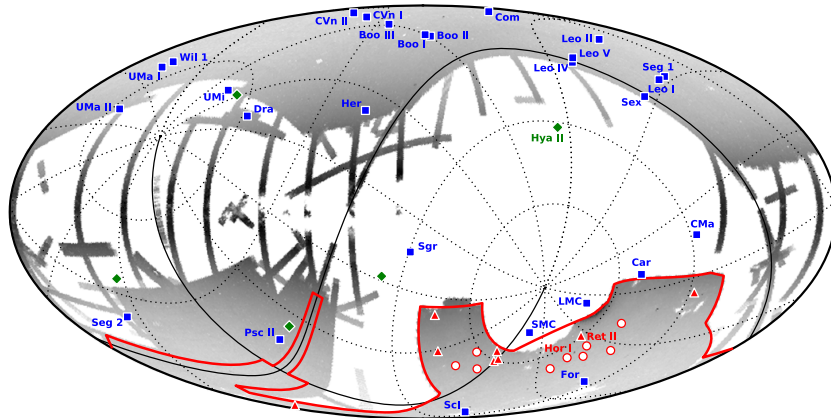 CVn II
CVn I
Com
Boo III
Boo I
Boo II
Leo II
Leo V
Leo IV
Wil 1
UMa I
Seg 1
Leo I
Sex
UMi
UMa II
Dra
Her
Hya II
CMa
Sgr
Car
LMC
Seg 2
SMC
Psc II
Ret II
Hor I
For
Scl